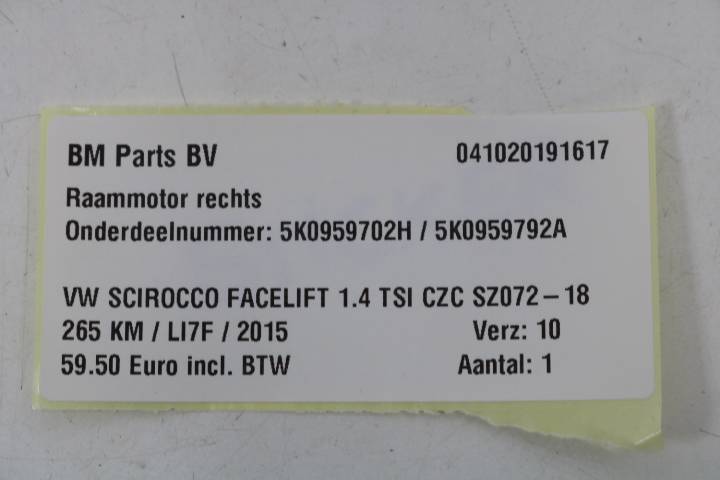 BM Parts BV 041020191617
Raammotor rechts
Onderdeelnummer: 5K0959702H / 5K0959792A
VW SCIROCCO FACELIFT 1.4 TSI CZC SZ072-18
265 KM / LI7F / 2015 Verz: 10
59.50 Euro incl. BTW Aantal: 1